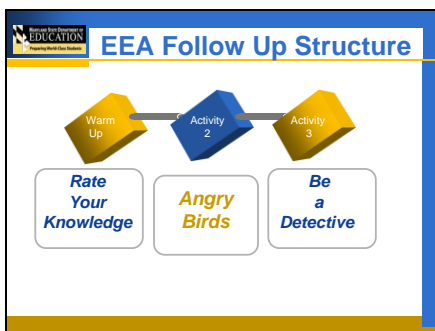 MARYLAND STATE DEPARTMENT OF
EDUCATION
Preparing World-Class Students
EEA Follow Up Structure
Warm
Up
Activity
2
Activity
3
Rate
Your
Knowledge
Angry
Birds
Be
a
Detective